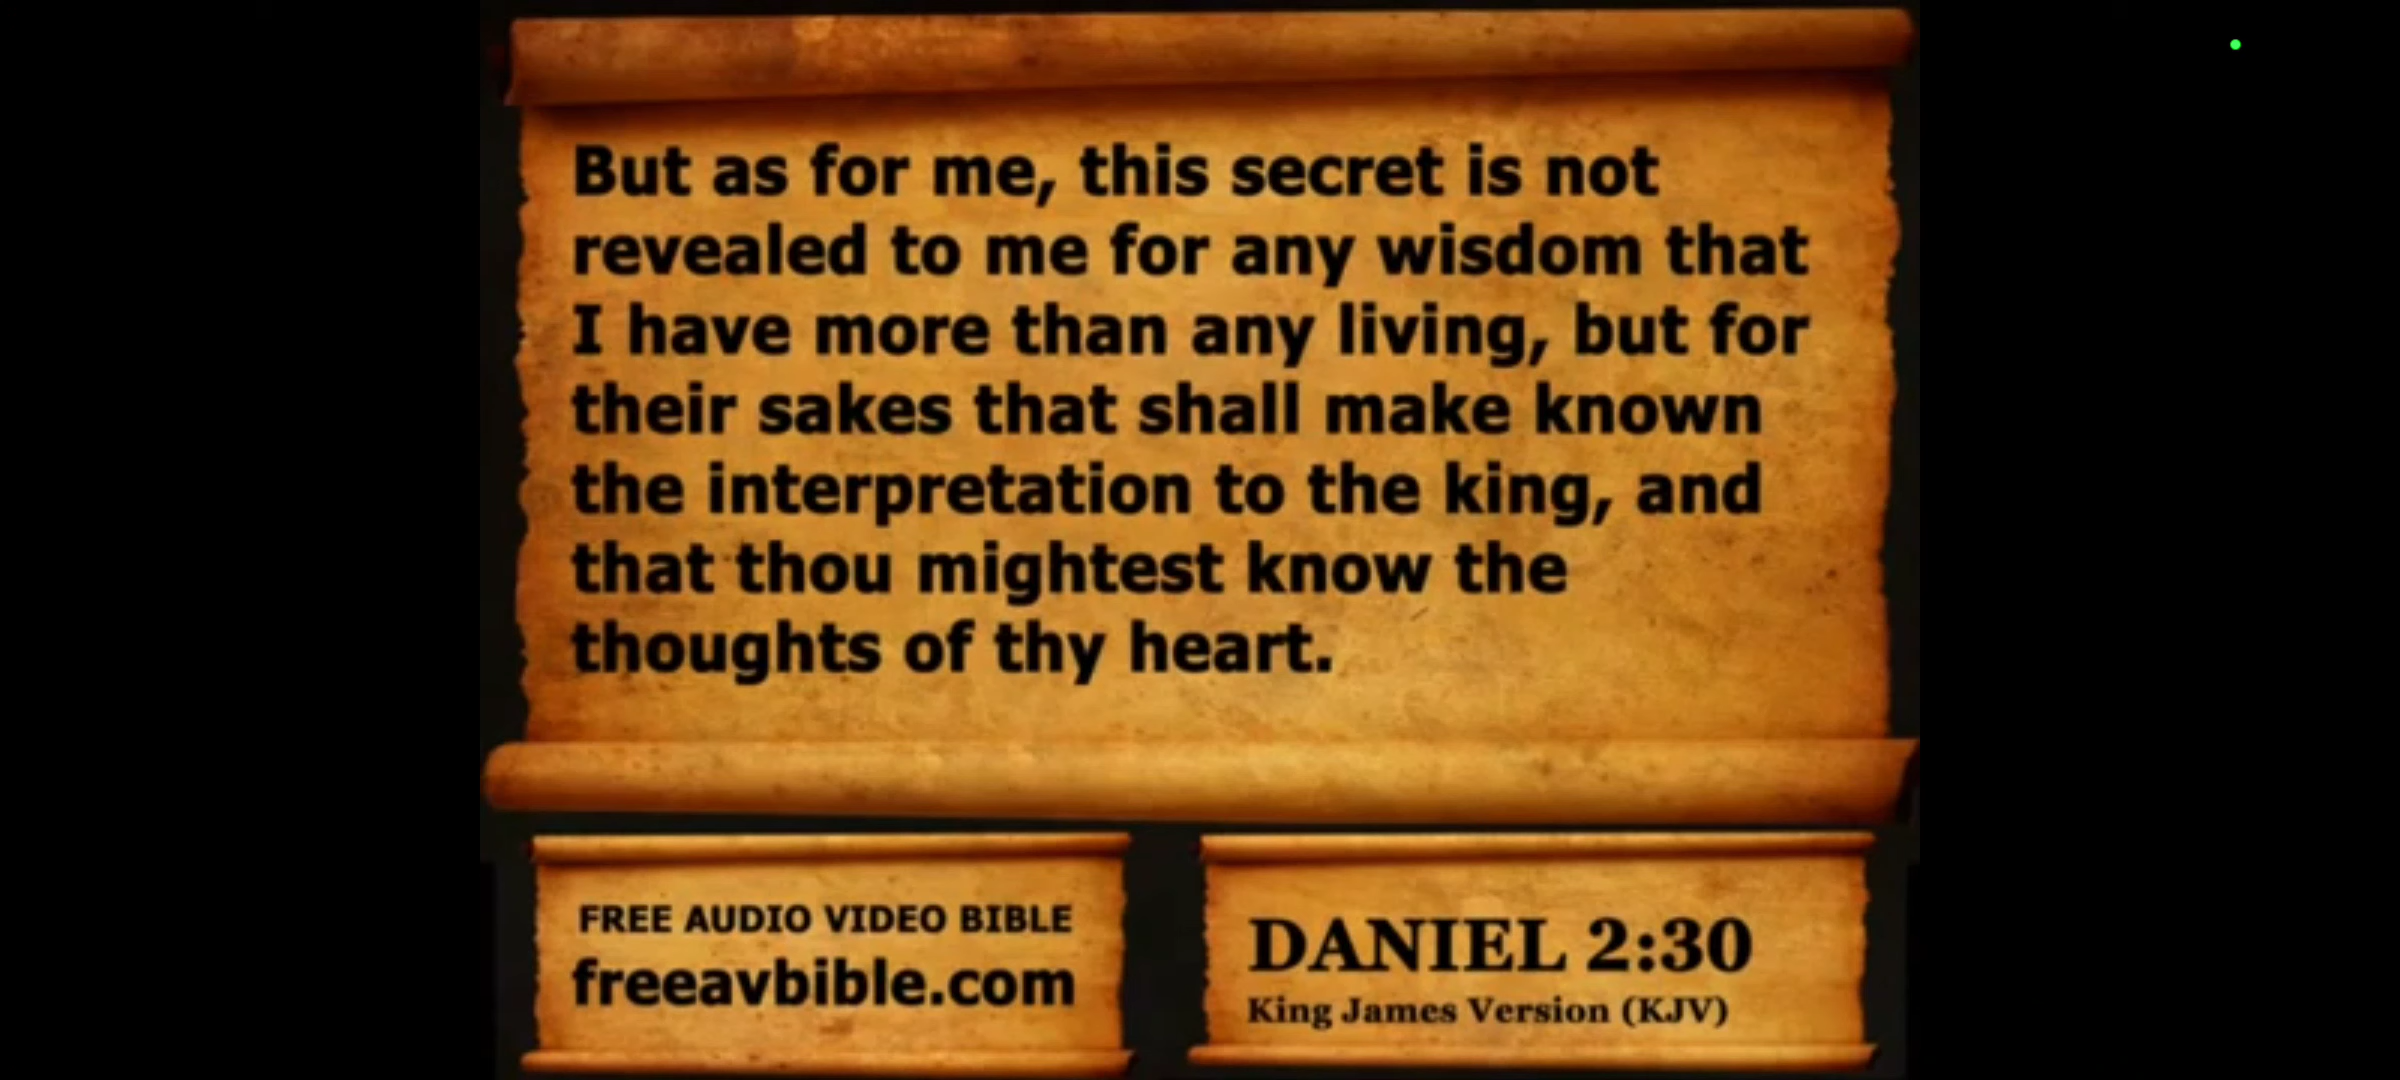 But as for me, this secret is not
revealed to me for any wisdom that
I have more than any living, but for
their sakes that shall make known
the interpretation to the king, and
that thou mightest know the
thoughts of thy heart.
FREE AUDIO VIDEO BIBLE
freeavbible.com
DANIEL 2:30
King James Version (KJV)